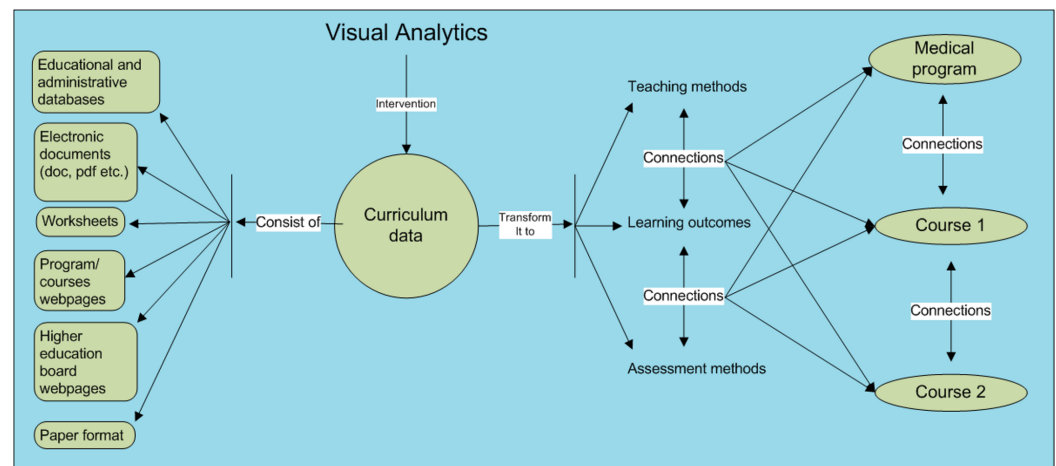 Visual Analytics
Intervention
Educational and
administrative
databases
Electronic
documents
(doc, pdf etc.)
Worksheets
Program/
courses
webpages
Higher
education
board
webpages
Paper format
Consist of
Curriculum
data
Transform
It to
Teaching methods
Connections
Learning outcomes
Connections
Assessment methods
Medical
program
Connections
Course 1
Connections
Course 2